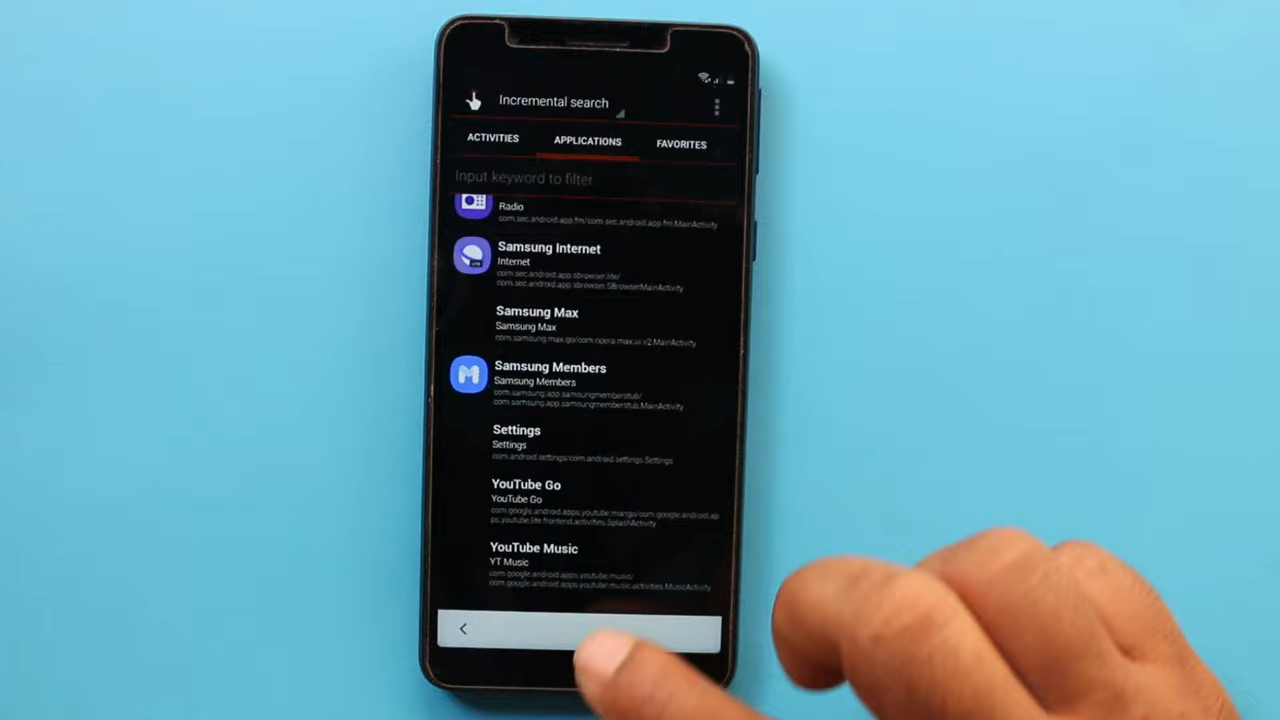 Incremental search
ACTIVITIES APPLICATIONS FAVORITES
Input keyword to filter
Radio
com.sec.android.app.fm/com.sec.android.app.fm.MainActivity
Samsung Internet
Internet
com.sec.android.app.sbrowser.lite/
com.sec.android.app.sbrowser.SBrowserMainActivity
Samsung Max
Samsung Max
com.samsung.max.go/com.opera.max.ui.v2.MainActivity
Samsung Members
Samsung Members
com.samsung.app.samsungmemberstub/
com.samsung.app.samsungmemberstub.MainActivity
Settings
Settings
com.android.settings/com.android.settings.Settings
YouTube Go
YouTube Go
com.google.android.apps.youtube.mango/com.google.android.ap
ps.youtube.lite.frontend.activities.SplashActivity
YouTube Music
YT Music
com.google.android.apps.youtube.music/
com.google.android.apps.youtube.music.activities.MusicActivity